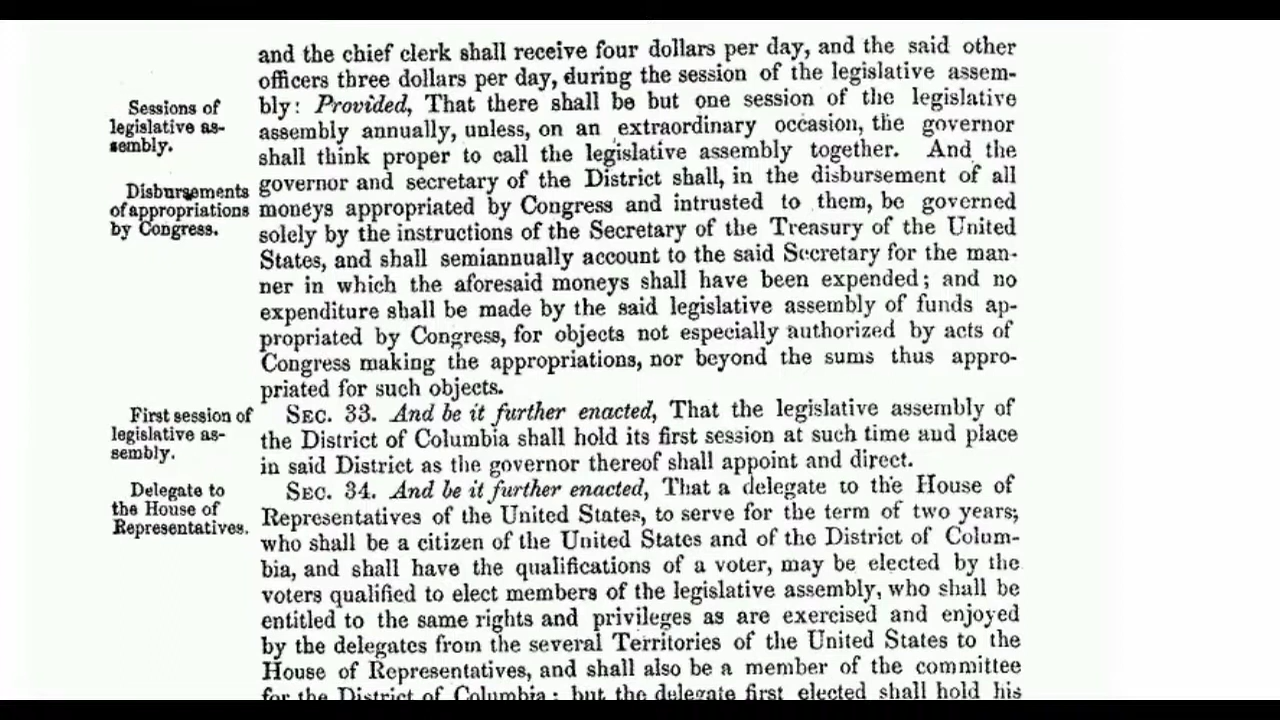 and the chief clerk shall receive four dollars per day, and the said other
officers three dollars per day, during the session of the legislative assem-
Sessions of
legislative as-
sembly.
bly: Provided, That there shall be but one session of the legislative
assembly annually, unless, on an extraordinary occasion, the governor
shall think proper to call the legislative assembly together. And the
Disbursements
of appropriations
by Congress.
governor and secretary of the District shall, in the disbursement of all
moneys appropriated by Congress and intrusted to them, be governed
solely by the instructions of the Secretary of the Treasury of the United
States, and shall semiannually account to the said Secretary for the man-
ner in which the aforesaid moneys shall have been expended; and no
expenditure shall be made by the said legislative assembly of funds ap-
propriated by Congress, for objects not especially authorized by acts of
Congress making the appropriations, nor beyond the sums thus appro-
priated for such objects.
First session of
legislative as-
sembly.
SEC. 33. And be it further enacted, That the legislative assembly of
the District of Columbia shall hold its first session at such time and place
in said District as the governor thereof shall appoint and direct.
Delegate to
the House of
Representatives.
SEC. 34. And be it further enacted, That a delegate to the House of
Representatives of the United States, to serve for the term of two years;
who shall be a citizen of the United States and of the District of Colum-
bia, and shall have the qualifications of a voter, may be elected by the
voters qualified to elect members of the legislative assembly, who shall be
entitled to the same rights and privileges as are exercised and enjoyed
by the delegates from the several Territories of the United States to the
House of Representatives, and shall also be a member of the committee
for the District of Columbia; but the delegate first elected shall hold his